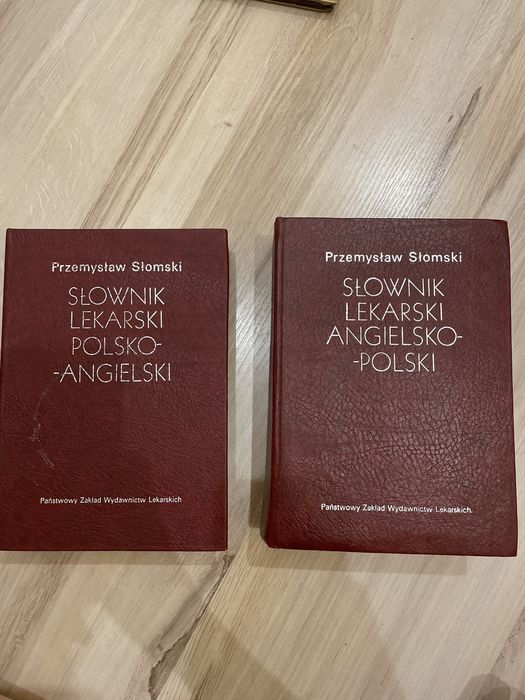 Przemysław Słomski
SŁOWNIK
LEKARSKI
POLSKO-
-ANGIELSKI
Państwowy Zakład Wydawnictw Lekarskich
Przemysław Słomski
SŁOWNIK
LEKARSKI
ANGIELSKO-
-POLSKI
Państwowy Zakład Wydawnictw Lekarskich